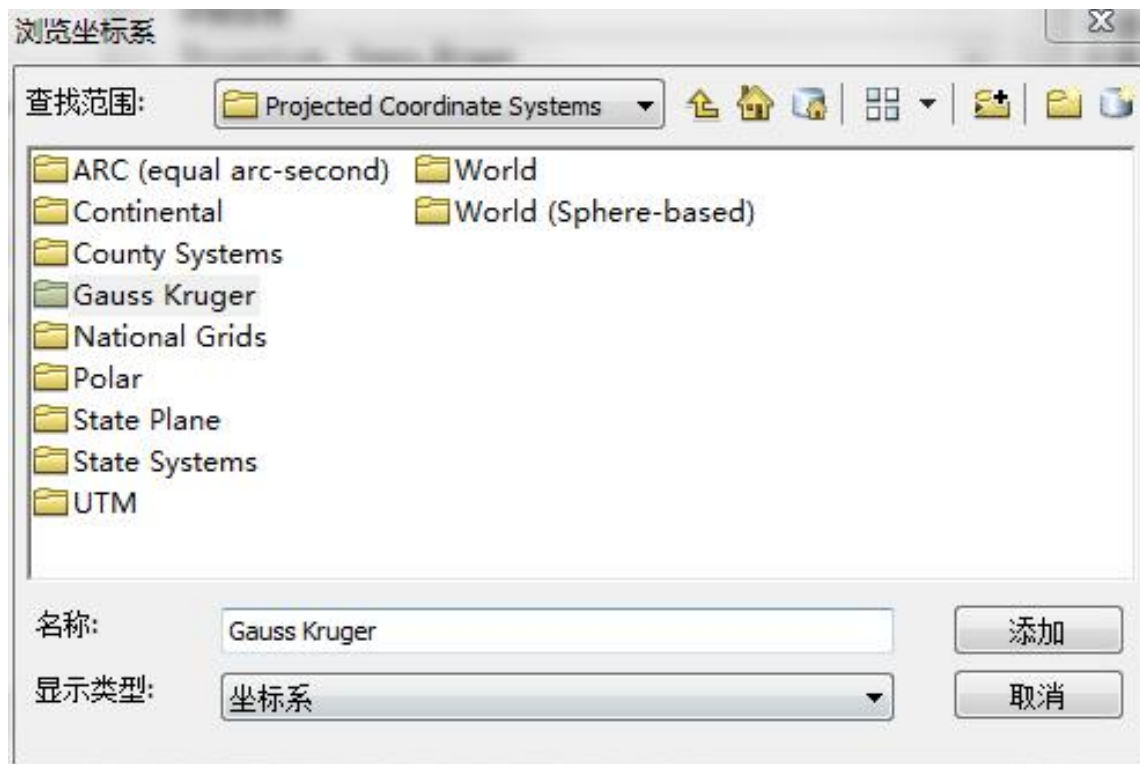 浏览坐标系
查找范围: Projected Coordinate Systems
ARC (equal arc-second) World
Continental World (Sphere-based)
County Systems
Gauss Kruger
National Grids
Polar
State Plane
State Systems
UTM
名称: Gauss Kruger 添加
显示类型: 坐标系 取消